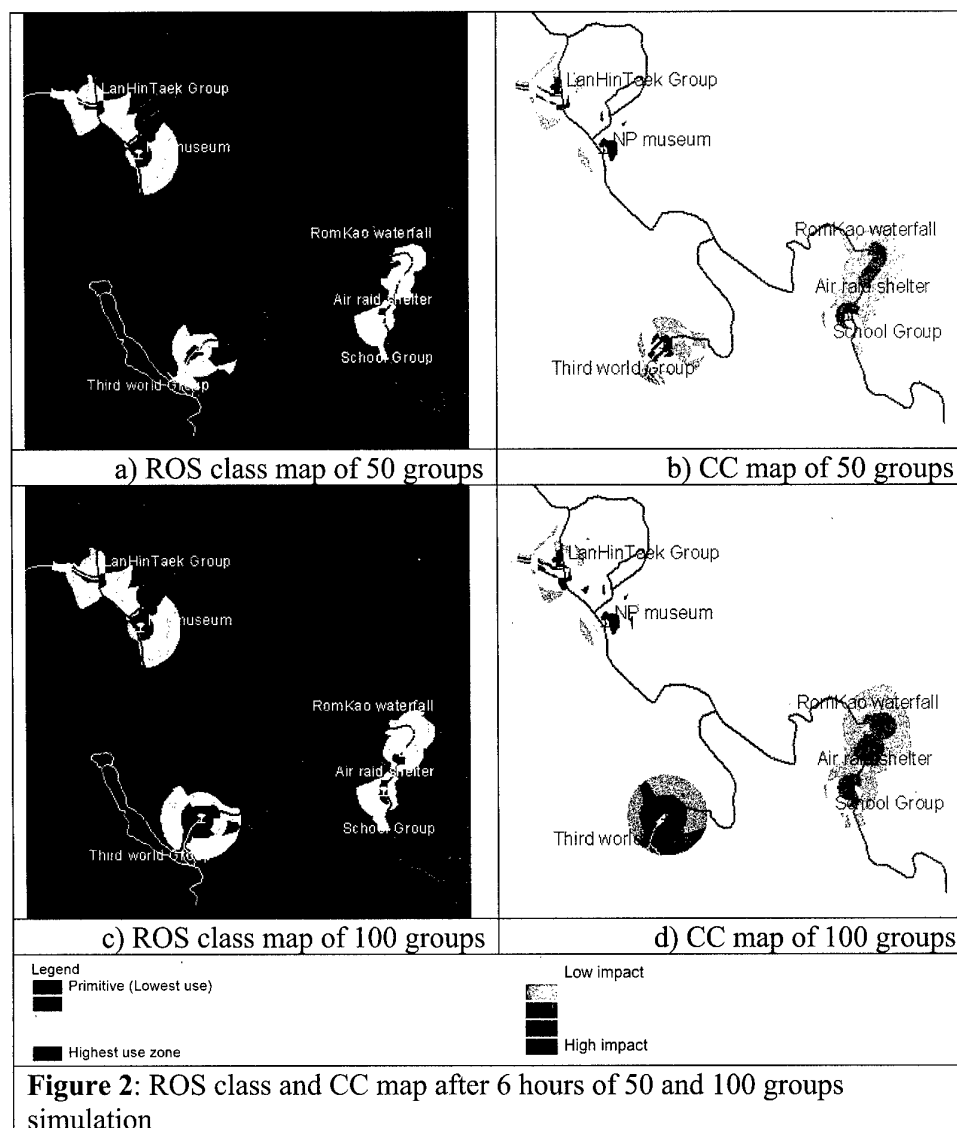 LanHinTaek Group
museum
RomKao waterfall
Air raid shelter
School Group
Third world Group
a) ROS class map of 50 groups
LanHinTaek Group
NP museum
RomKao waterfall
Air raid shelter
School Group
Third world Group
b) CC map of 50 groups
LanHinTaek Group
museum
RomKao waterfall
Air raid shelter
School Group
Third world Group
c) ROS class map of 100 groups
LanHinTaek Group
NP museum
RomKao waterfall
Air raid shelter
School Group
Third world
d) CC map of 100 groups
Legend
Primitive (Lowest use)
Highest use zone
Low impact
High impact
Figure 2: ROS class and CC map after 6 hours of 50 and 100 groups
simulation